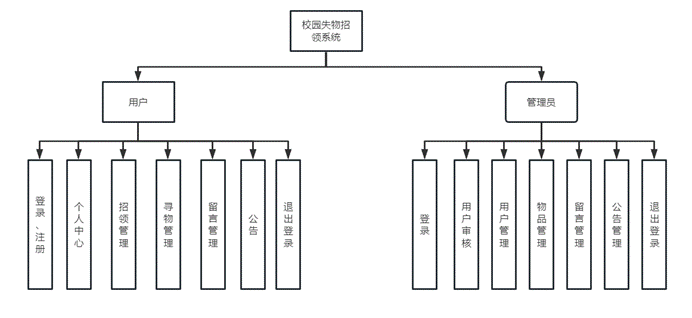 校园失物招
领系统
用户
管理员
登录、注册
个人中心
招领管理
寻物管理
留言管理
公告
退出登录
登录
用户审核
用户管理
物品管理
留言管理
公告管理
退出登录